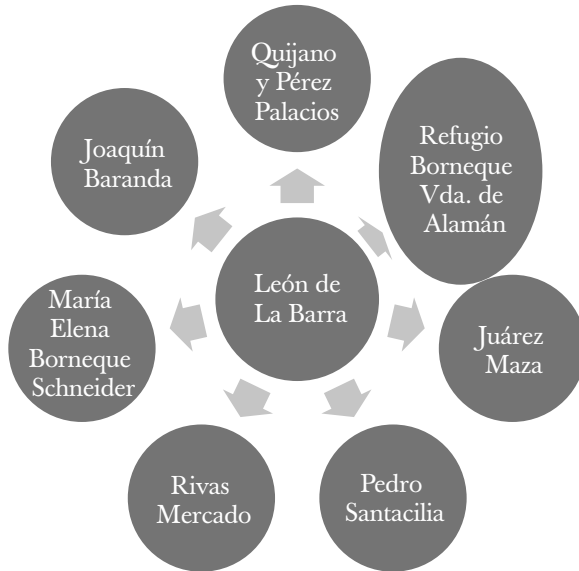 Quijano
y Pérez
Palacios
Refugio
Borneque
Vda. de
Alamán
Joaquín
Baranda
León de
La Barra
María
Elena
Borneque
Schneider
Juárez
Maza
Rivas
Mercado
Pedro
Santacilia